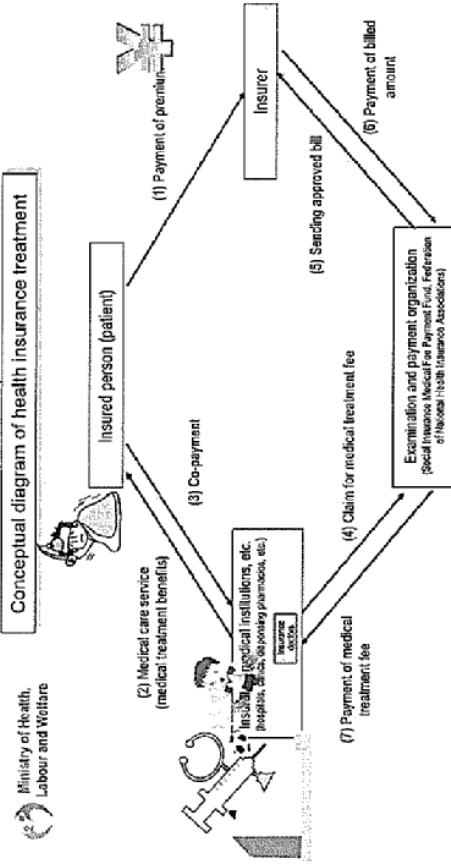 Ministry of Health,
Labour and Welfare
Conceptual diagram of health insurance treatment
Insured person (patient)
(1) Payment of premium
Insurer
(2) Medical care service
(medical treatment benefits)
(3) Co-payment
medical institutions, etc.
(hospitals, clinics, dispensing pharmacies, etc.)
Insurance
doctors
(4) Claim for medical treatment fee
(5) Sending approved bill
(6) Payment of billed
amount
(7) Payment of medical
treatment fee
Examination and payment organization
(Social Insurance Medical Fee Payment Fund, Federation
of National Health Insurance Associations)